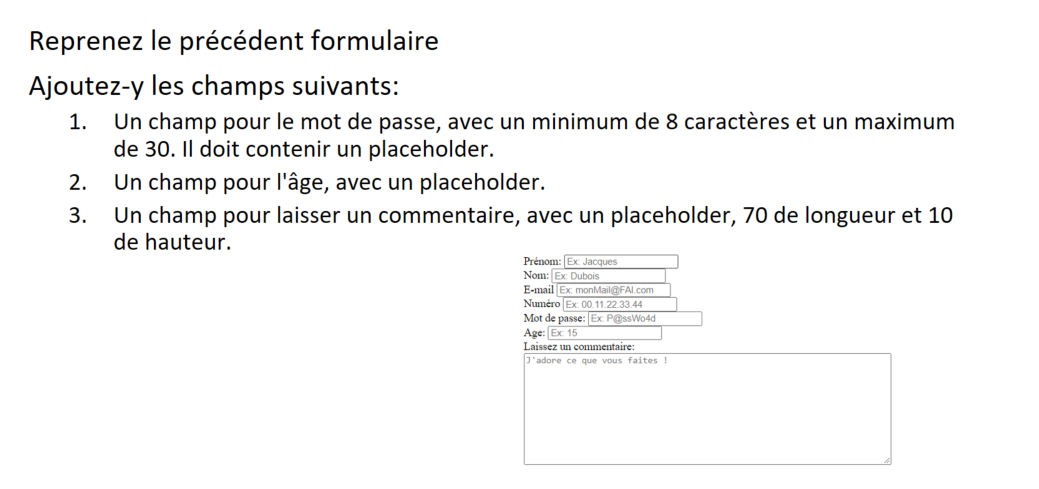 Reprenez le précédent formulaire
Ajoutez-y les champs suivants:
1. Un champ pour le mot de passe, avec un minimum de 8 caractères et un maximum
de 30. Il doit contenir un placeholder.
2. Un champ pour l'âge, avec un placeholder.
3. Un champ pour laisser un commentaire, avec un placeholder, 70 de longueur et 10
de hauteur.
Prénom: Ex: Jacques
Nom: Ex: Dubois
E-mail Ex: monMail@FAI.com
Numéro Ex: 00.11.22.33.44
Mot de passe: Ex: P@ssWo4d
Age: Ex: 15
Laissez un commentaire:
J'adore ce que vous faites !